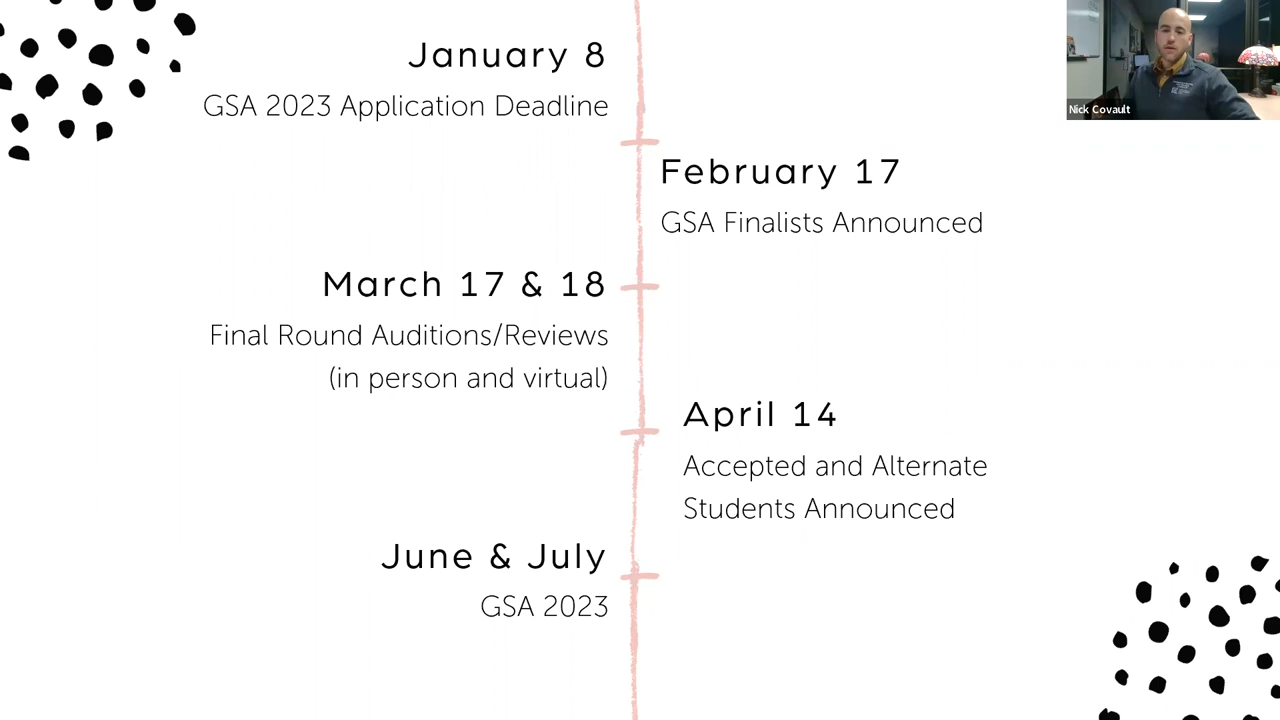 January 8
GSA 2023 Application Deadline
February 17
GSA Finalists Announced
March 17 & 18
Final Round Auditions/Reviews
(in person and virtual)
April 14
Accepted and Alternate
Students Announced
June & July
GSA 2023
Nick Covault